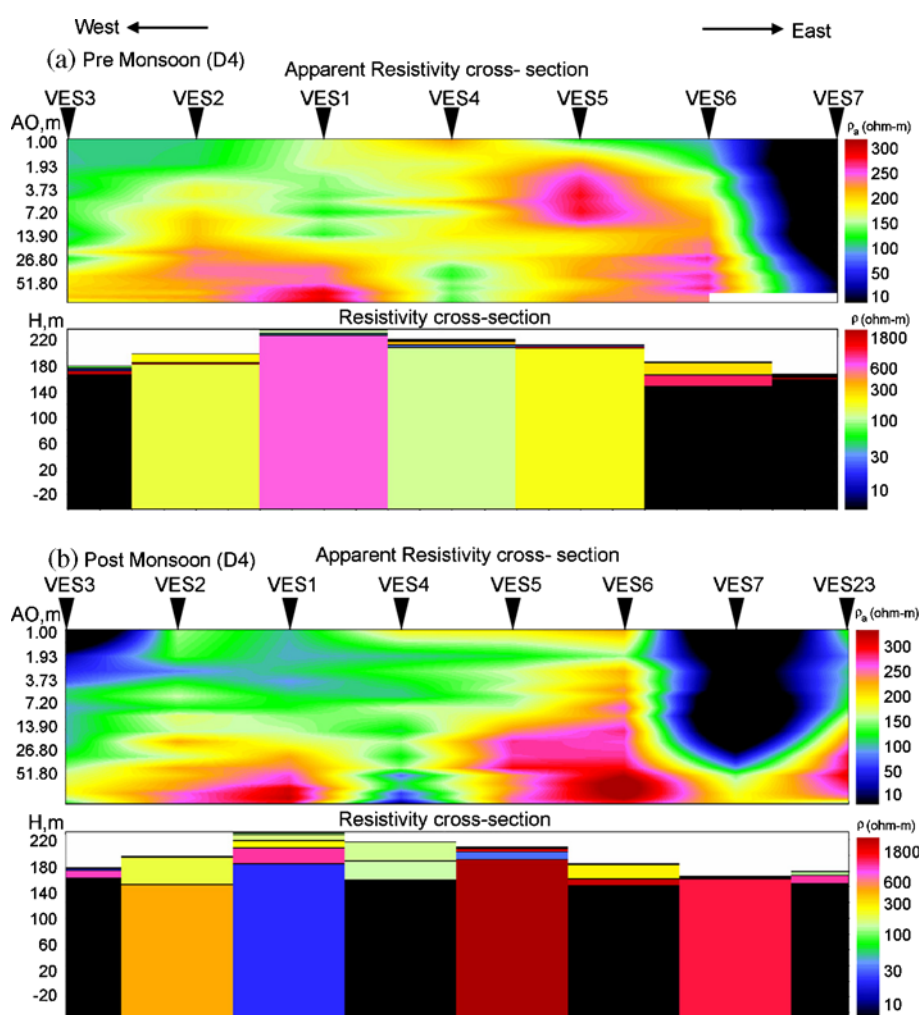 West East
(a) Pre Monsoon (D4)
Apparent Resistivity cross- section
VES3 VES2 VES1 VES4 VES5 VES6 VES7
AO,m ρa (ohm-m)
1.00 300
1.93 250
3.73 200
7.20 150
13.90 100
26.80 50
51.80 10
H,m Resistivity cross-section ρ (ohm-m)
220 1800
180 600
140 300
100 100
60 30
20 10
-20
(b) Post Monsoon (D4) Apparent Resistivity cross- section
VES3 VES2 VES1 VES4 VES5 VES6 VES7 VES23
AO,m ρa (ohm-m)
1.00 300
1.93 250
3.73 200
7.20 150
13.90 100
26.80 50
51.80 10
H,m Resistivity cross-section ρ (ohm-m)
220 1800
180 600
140 300
100 100
60 30
20 10
-20